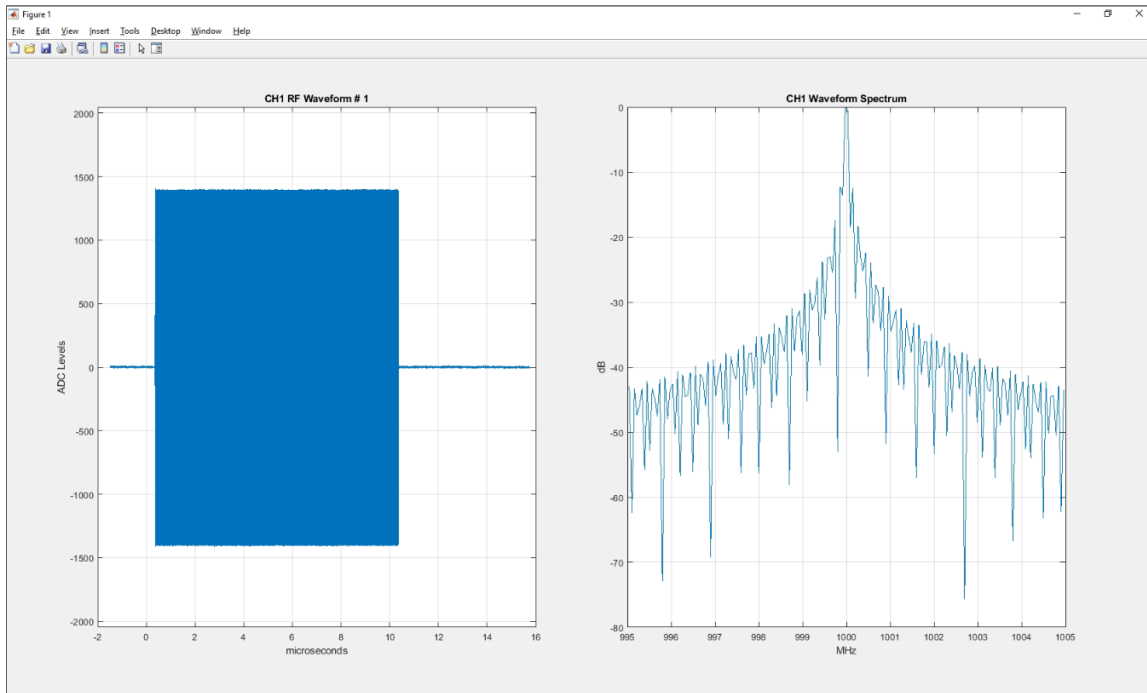 Figure 1
File Edit View Insert Tools Desktop Window Help
CH1 RF Waveform # 1
2000
1500
1000
500
0
-500
-1000
-1500
-2000
ADC Levels
-2 0 2 4 6 8 10 12 14 16
microseconds
CH1 Waveform Spectrum
0
-10
-20
-30
-40
-50
-60
-70
-80
dB
995 996 997 998 999 1000 1001 1002 1003 1004 1005
MHz